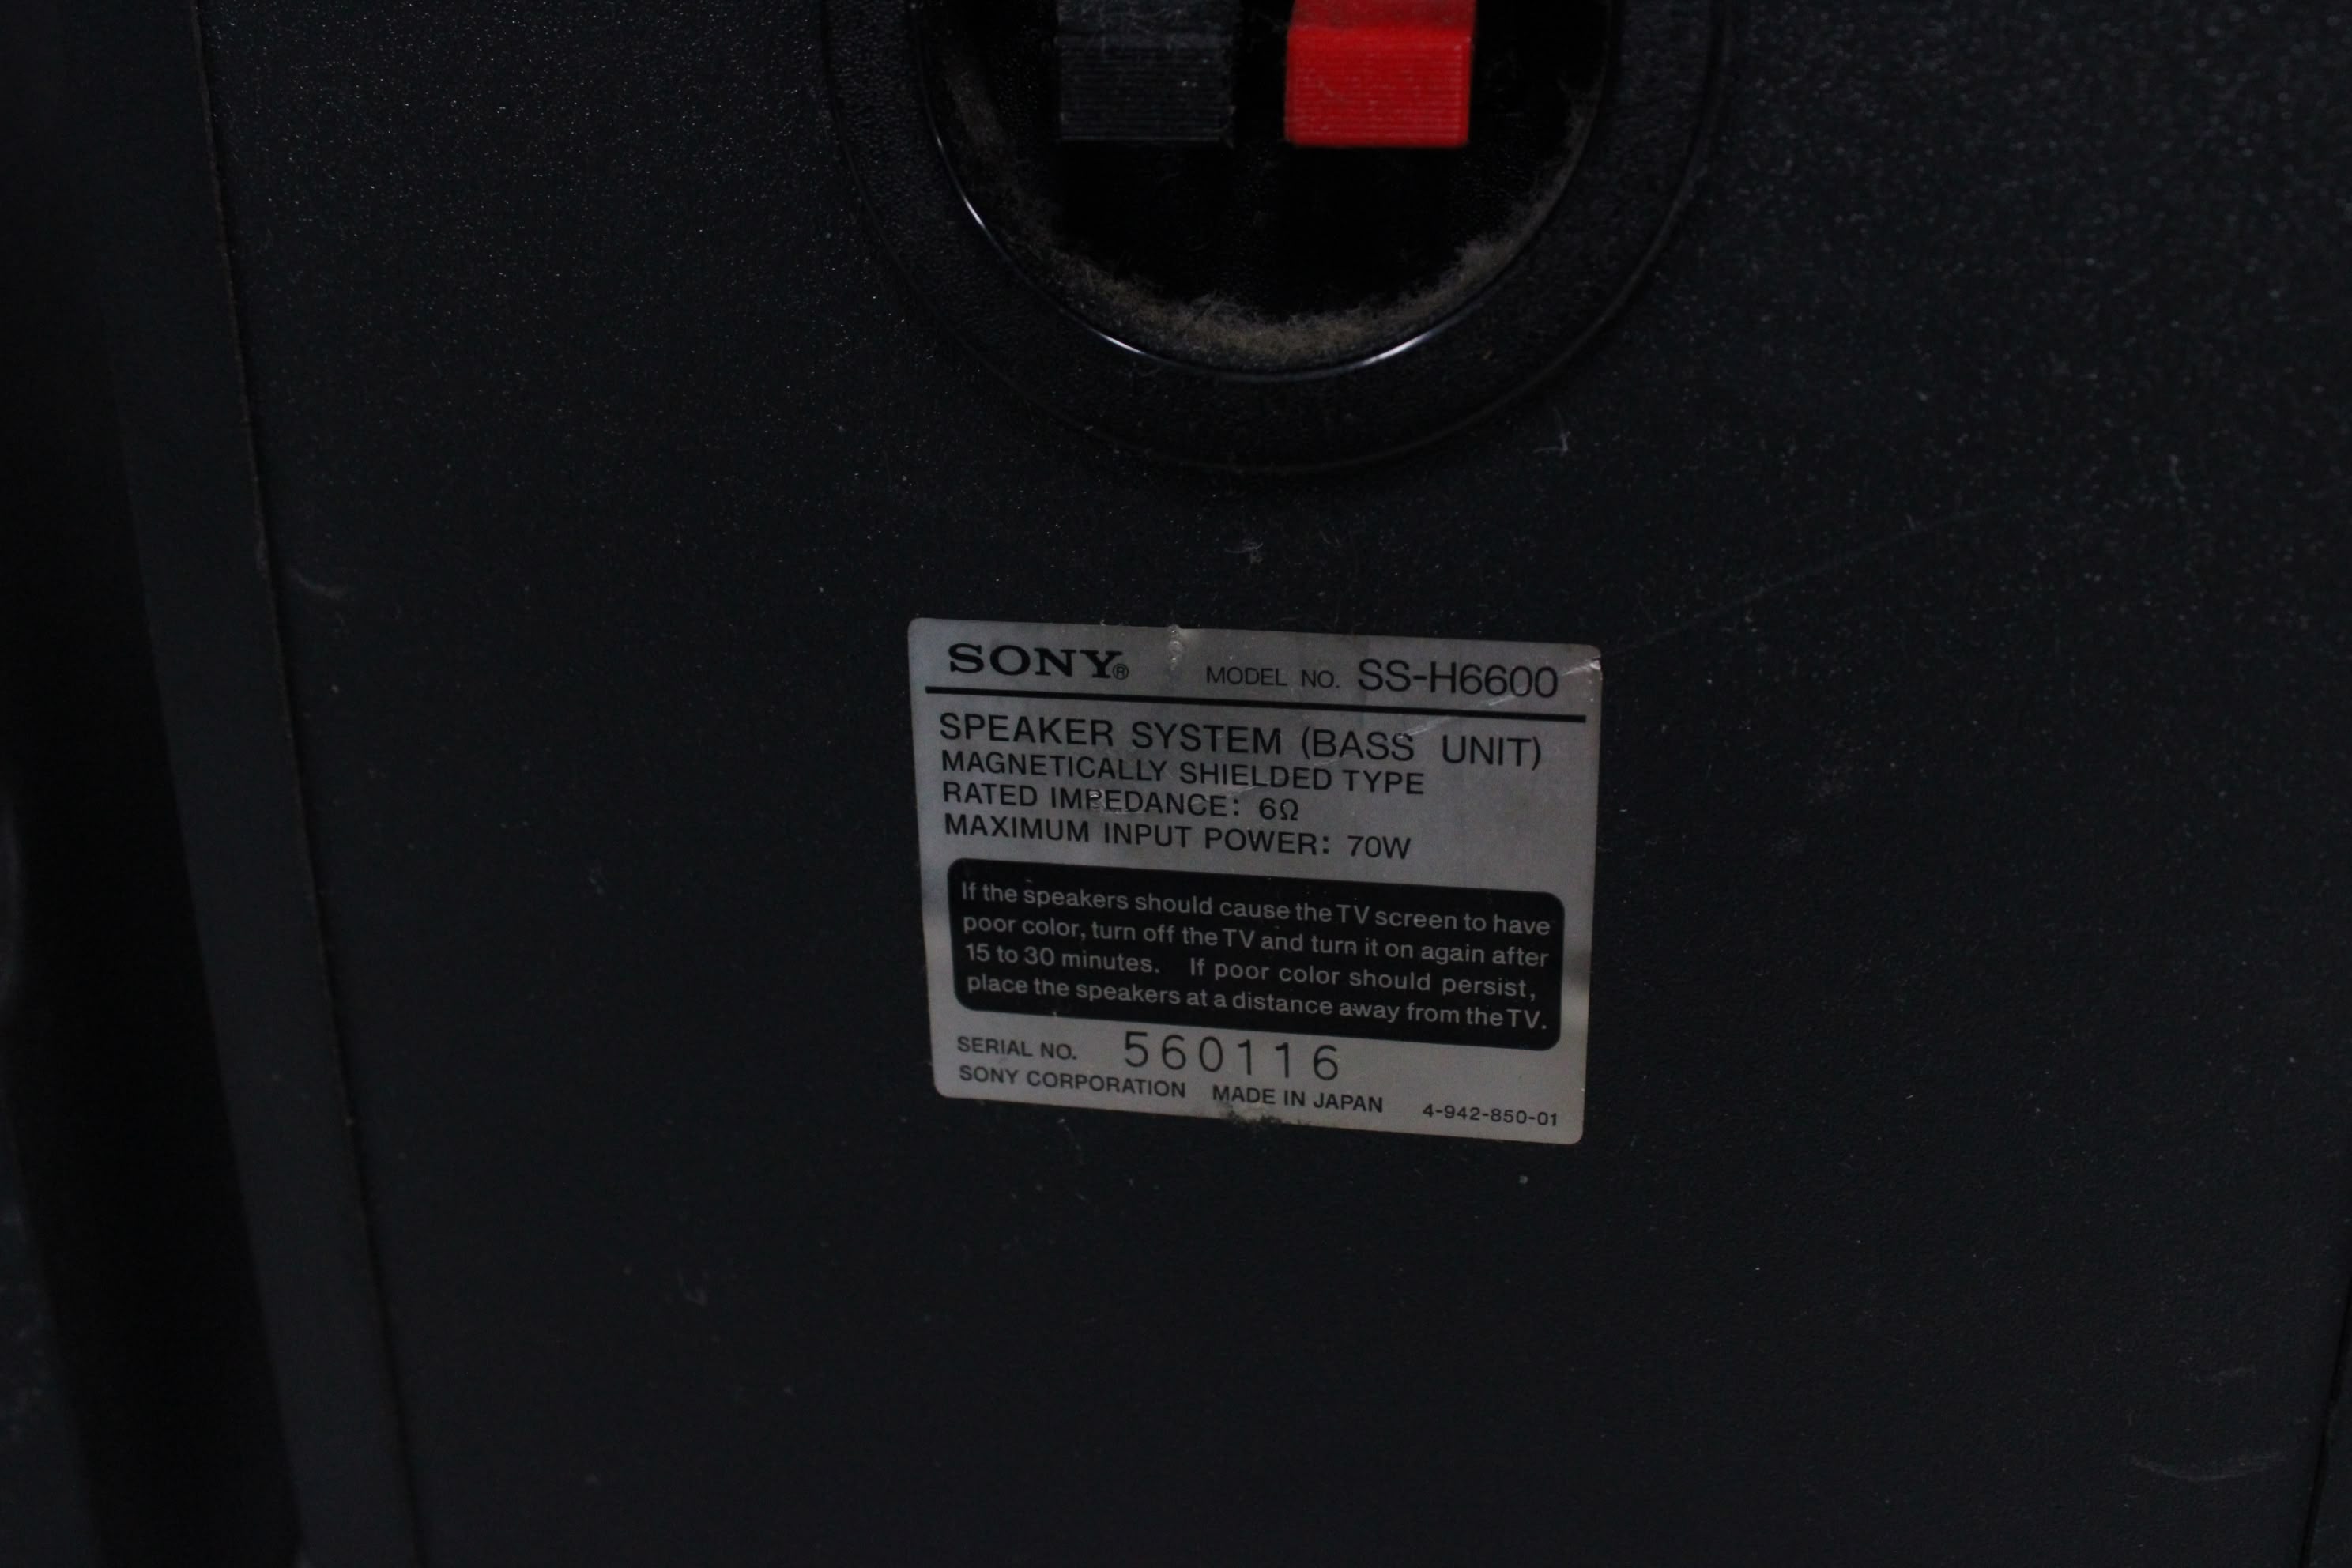 SONY® MODEL NO. SS-H6600
SPEAKER SYSTEM (BASS UNIT)
MAGNETICALLY SHIELDED TYPE
RATED IMPEDANCE: 6Ω
MAXIMUM INPUT POWER: 70W
If the speakers should cause the TV screen to have
poor color, turn off the TV and turn it on again after
15 to 30 minutes. If poor color should persist,
place the speakers at a distance away from the TV.
SERIAL NO. 560116
SONY CORPORATION MADE IN JAPAN 4-942-850-01